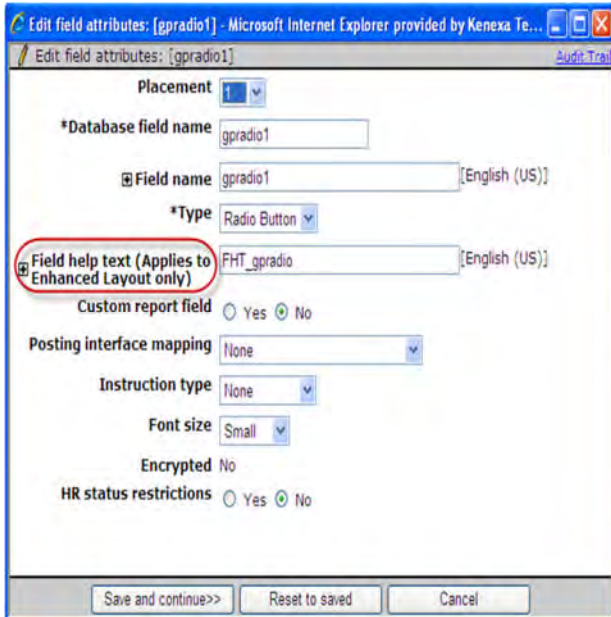 Edit field attributes: [gpradio1] - Microsoft Internet Explorer provided by Kenexa Te...
Edit field attributes: [gpradio1] Audit Trail
Placement 1
*Database field name gpradio1
Field name gpradio1 [English (US)]
*Type Radio Button
Field help text (Applies to Enhanced Layout only) FHT_gpradio [English (US)]
Custom report field Yes No
Posting interface mapping None
Instruction type None
Font size Small
Encrypted No
HR status restrictions Yes No
Save and continue>> Reset to saved Cancel